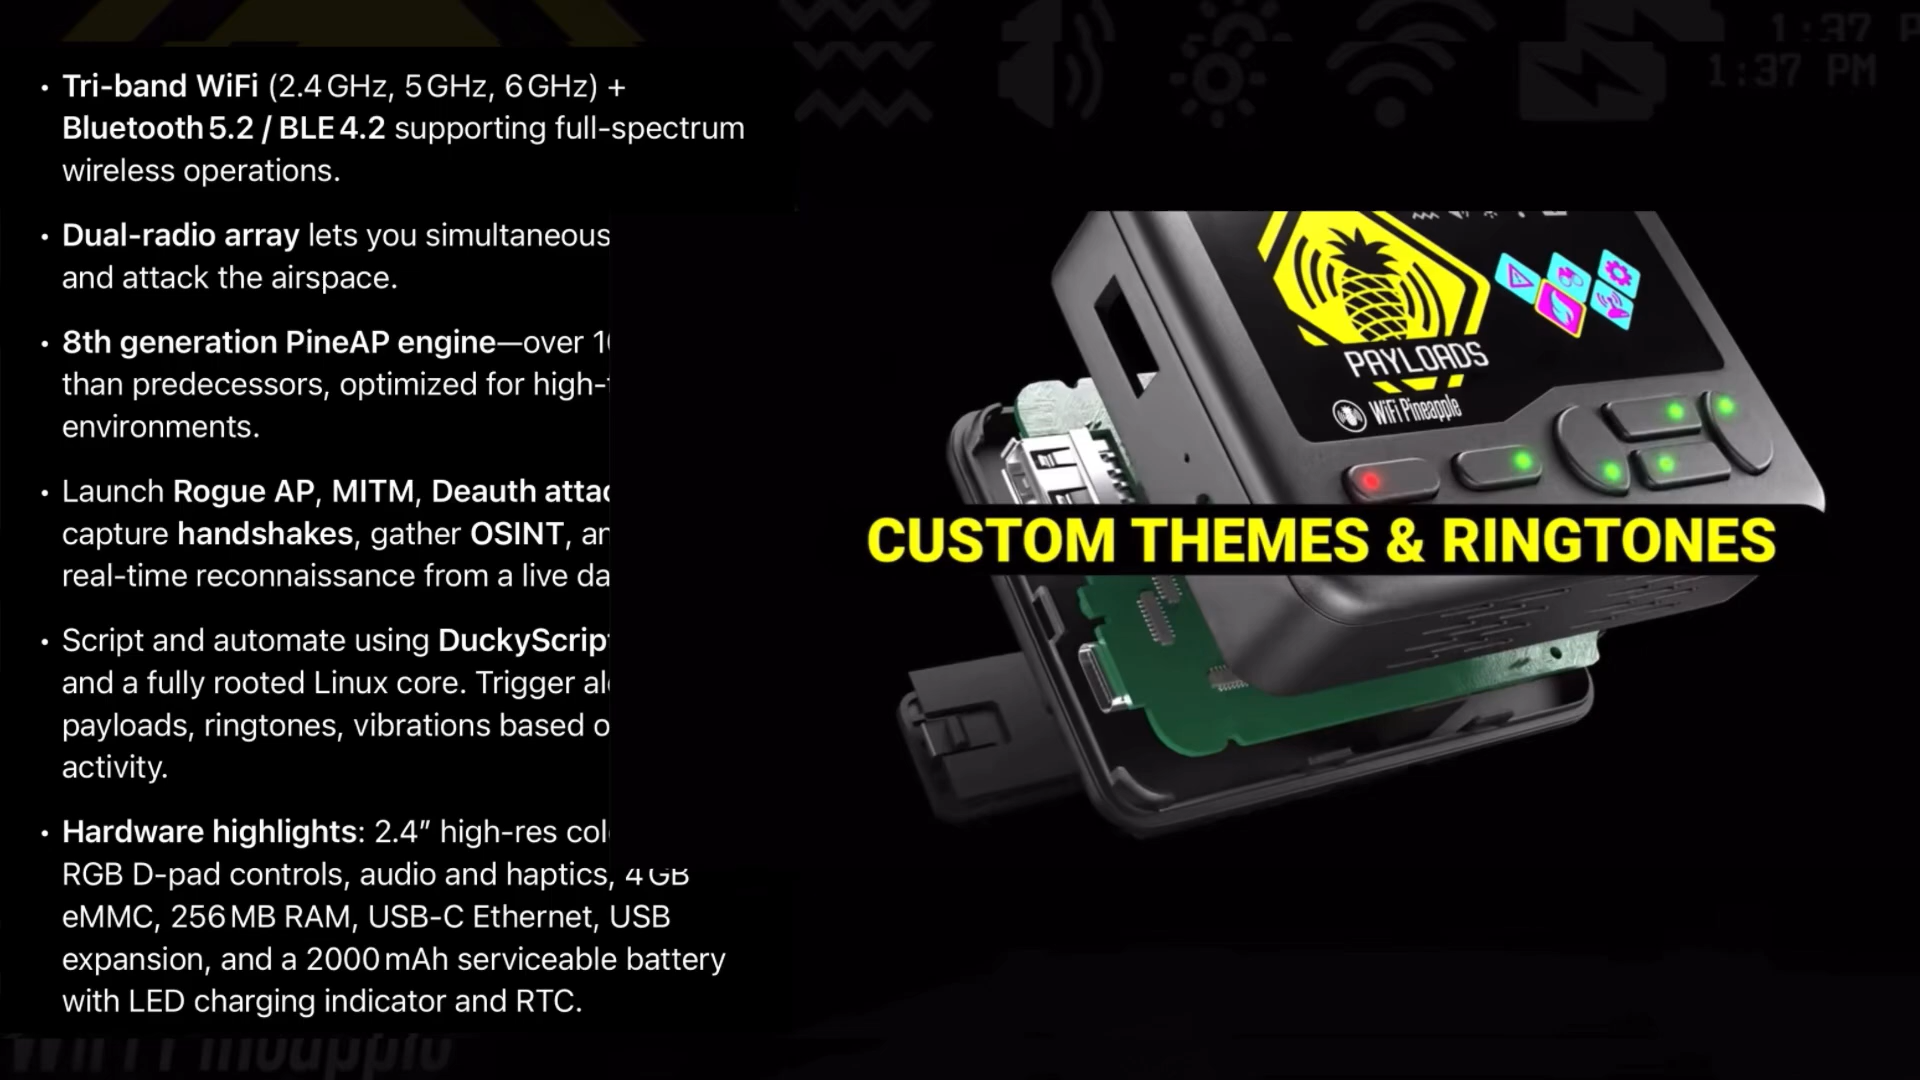 • Tri-band WiFi (2.4 GHz, 5 GHz, 6 GHz) +
Bluetooth 5.2 / BLE 4.2 supporting full-spectrum
wireless operations.
• Dual-radio array lets you simultaneous
and attack the airspace.
• 8th generation PineAP engine—over
than predecessors, optimized for
environments.
• Launch Rogue AP, MITM, Deauth
capture handshakes, gather OSINT,
real-time reconnaissance from a live
• Script and automate using DuckyScrip
and a fully rooted Linux core. Trigger
payloads, ringtones, vibrations based
activity.
• Hardware highlights: 2.4″ high-res
RGB D-pad controls, audio and haptics, 4 GB
eMMC, 256 MB RAM, USB-C Ethernet, USB
expansion, and a 2000 mAh serviceable battery
with LED charging indicator and RTC.
1:37 P
1:37 PM
PAYLOADS
WiFi Pineapple
CUSTOM THEMES & RINGTONES
WiFi Pineapple